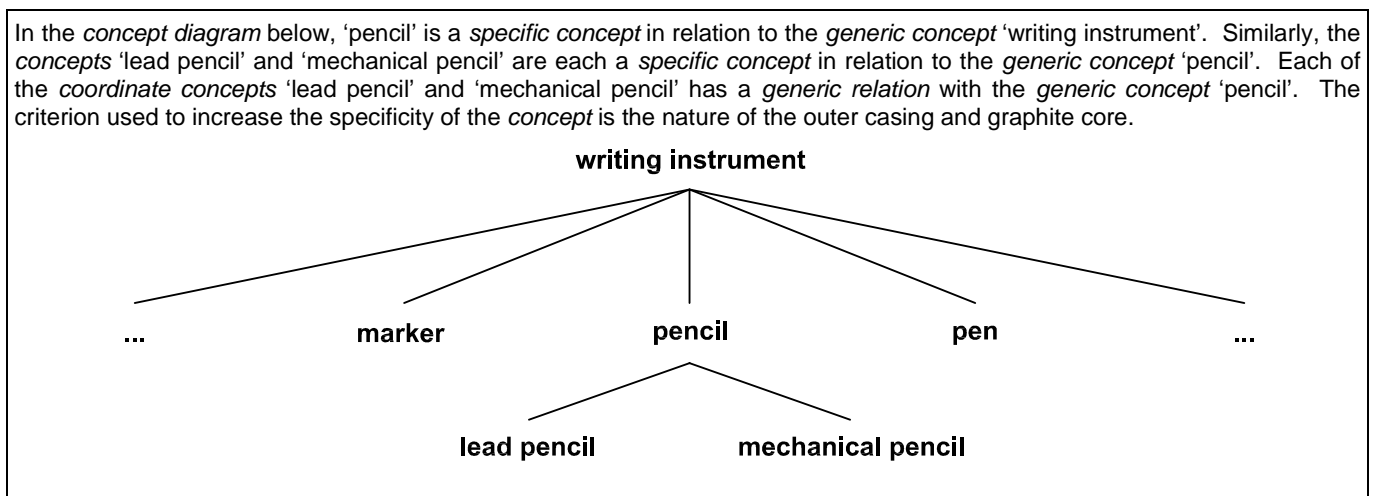 In the concept diagram below, ‘pencil’ is a specific concept in relation to the generic concept ‘writing instrument’.  Similarly, the
concepts ‘lead pencil’ and ‘mechanical pencil’ are each a specific concept in relation to the generic concept ‘pencil’.  Each of
the coordinate concepts ‘lead pencil’ and ‘mechanical pencil’ has a generic relation with the generic concept ‘pencil’.  The
criterion used to increase the specificity of the concept is the nature of the outer casing and graphite core.
writing instrument
... marker pencil pen ...
lead pencil mechanical pencil